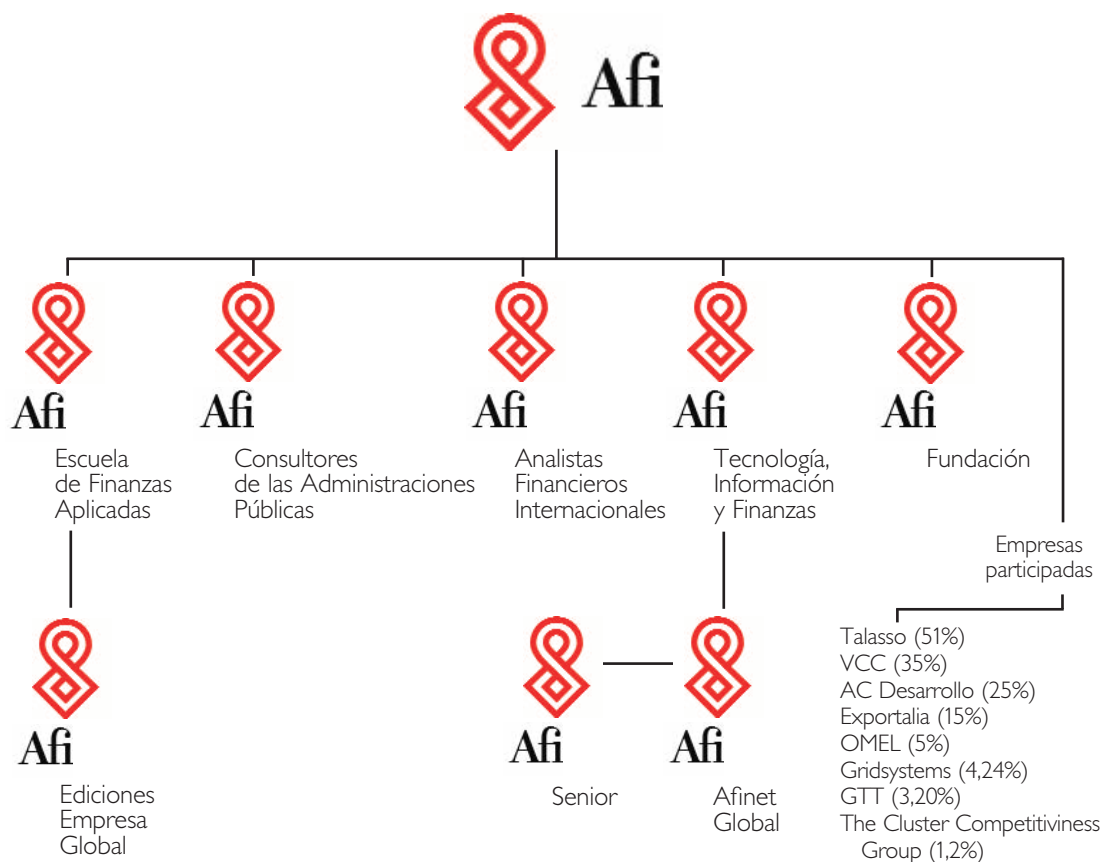 Afi
Afi
Escuela
de Finanzas
Aplicadas
Afi
Consultores
de las Administraciones
Públicas
Afi
Analistas
Financieros
Internacionales
Afi
Tecnología,
Información
y Finanzas
Afi
Fundación
Empresas
participadas
Afi
Ediciones
Empresa
Global
Afi
Senior
Afi
Afinet
Global
Talasso (51%)
VCC (35%)
AC Desarrollo (25%)
Exportalia (15%)
OMEL (5%)
Gridsystems (4,24%)
GTT (3,20%)
The Cluster Competitiviness
Group (1,2%)